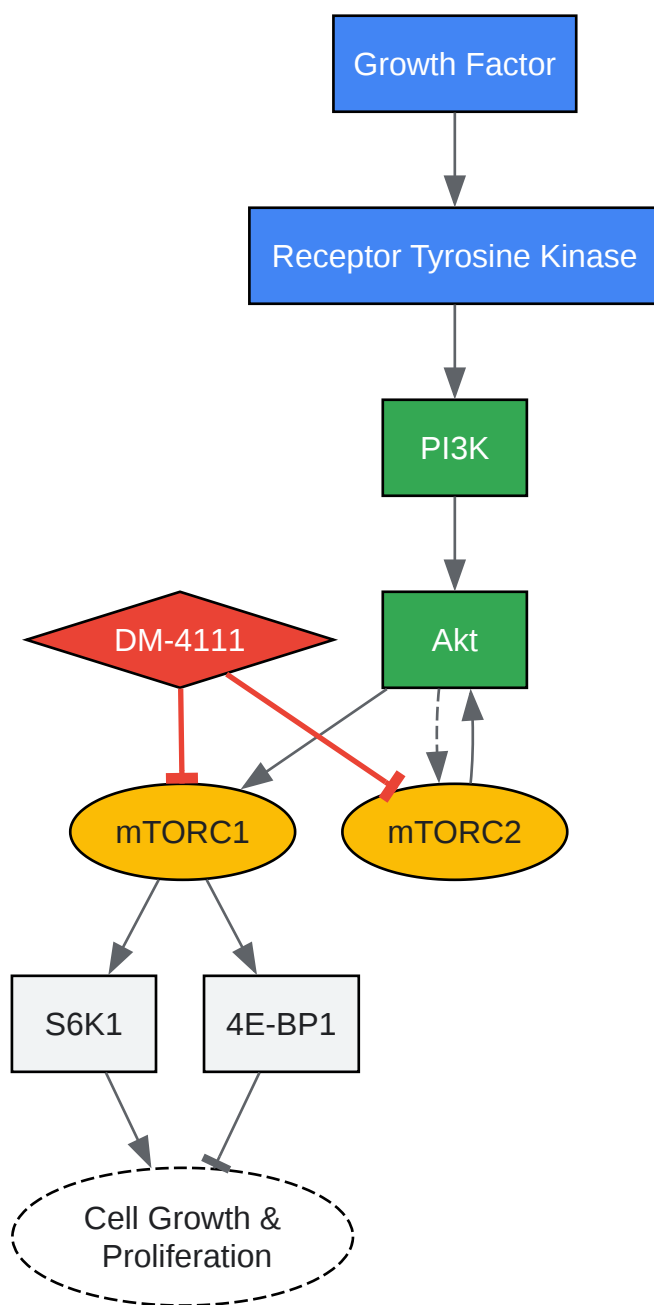 Growth Factor
Receptor Tyrosine Kinase
PI3K
DM-4111
Akt
mTORC1
mTORC2
S6K1
4E-BP1
Cell Growth &
Proliferation